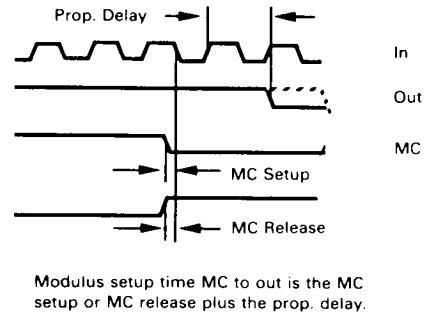 Prop. Delay
In
Out
MC
MC Setup
MC Release
Modulus setup time MC to out is the MC
setup or MC release plus the prop. delay.